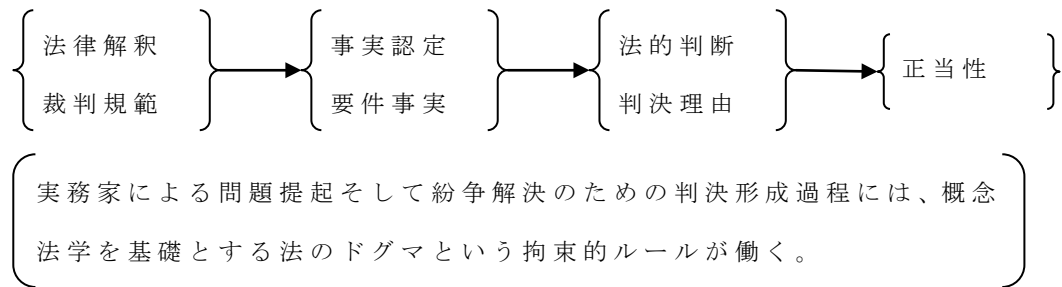 法律解釈 事実認定 法的判断 正当性
裁判規範 要件事実 判決理由
実務家による問題提起そして紛争解決のための判決形成過程には、概念
法学を基礎とする法のドグマという拘束的ルールが働く。